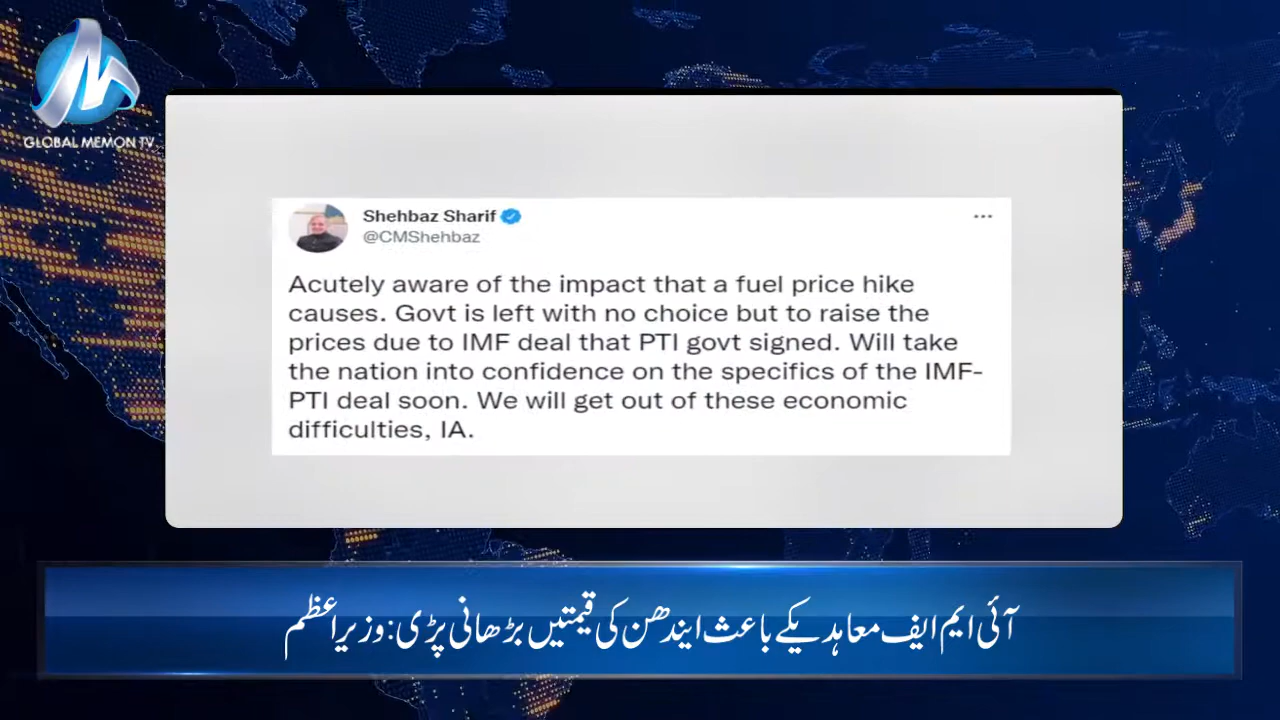 GLOBAL MEMON TV
Shehbaz Sharif
@CMShehbaz
Acutely aware of the impact that a fuel price hike
causes. Govt is left with no choice but to raise the
prices due to IMF deal that PTI govt signed. Will take
the nation into confidence on the specifics of the IMF-
PTI deal soon. We will get out of these economic
difficulties, IA.
آئی ایم ایف معاہدیکے باعث ایندھن کی قیمتیں بڑھانی پڑی:وزیراعظم